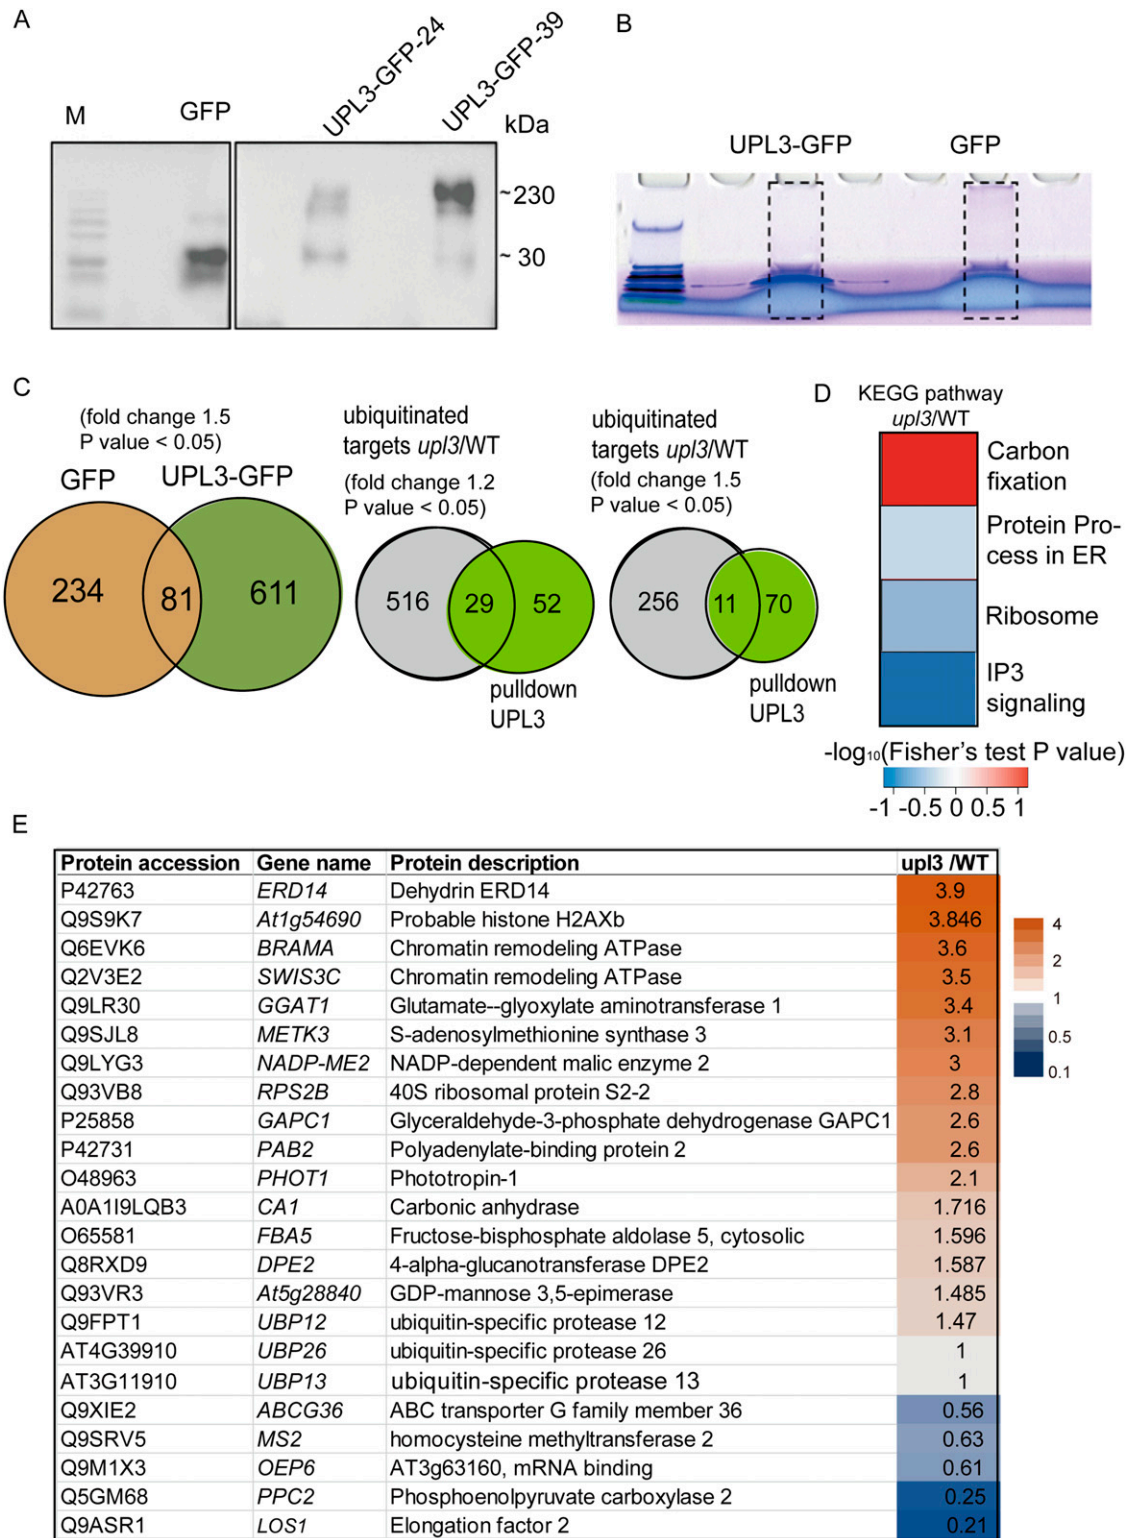 A
M
GFP
UPL3-GFP-24
UPL3-GFP-39
kDa
~230
~ 30
B
UPL3-GFP
GFP
C
(fold change 1.5
P value < 0.05)
GFP
UPL3-GFP
234
81
611
ubiquitinated
targets upl3/WT
(fold change 1.2
P value < 0.05)
516
29
52
pulldown
UPL3
ubiquitinated
targets upl3/WT
(fold change 1.5
P value < 0.05)
256
11
70
pulldown
UPL3
D
KEGG pathway
upl3/WT
Carbon
fixation
Protein Pro-
cess in ER
Ribosome
IP3
signaling
-log10(Fisher's test P value)
-1 -0.5 0 0.5 1
E
Protein accession Gene name Protein description upl3 /WT
P42763 ERD14 Dehydrin ERD14 3.9
Q9S9K7 At1g54690 Probable histone H2AXb 3.846
Q6EVK6 BRAMA Chromatin remodeling ATPase 3.6
Q2V3E2 SWIS3C Chromatin remodeling ATPase 3.5
Q9LR30 GGAT1 Glutamate--glyoxylate aminotransferase 1 3.4
Q9SJL8 METK3 S-adenosylmethionine synthase 3 3.1
Q9LYG3 NADP-ME2 NADP-dependent malic enzyme 2 3
Q93VB8 RPS2B 40S ribosomal protein S2-2 2.8
P25858 GAPC1 Glyceraldehyde-3-phosphate dehydrogenase GAPC1 2.6
P42731 PAB2 Polyadenylate-binding protein 2 2.6
O48963 PHOT1 Phototropin-1 2.1
A0A1I9LQB3 CA1 Carbonic anhydrase 1.716
O65581 FBA5 Fructose-bisphosphate aldolase 5, cytosolic 1.596
Q8RXD9 DPE2 4-alpha-glucanotransferase DPE2 1.587
Q93VR3 At5g28840 GDP-mannose 3,5-epimerase 1.485
Q9FPT1 UBP12 ubiquitin-specific protease 12 1.47
AT4G39910 UBP26 ubiquitin-specific protease 26 1
AT3G11910 UBP13 ubiquitin-specific protease 13 1
Q9XIE2 ABCG36 ABC transporter G family member 36 0.56
Q9SRV5 MS2 homocysteine methyltransferase 2 0.63
Q9M1X3 OEP6 AT3g63160, mRNA binding 0.61
Q5GM68 PPC2 Phosphoenolpyruvate carboxylase 2 0.25
Q9ASR1 LOS1 Elongation factor 2 0.21
4
2
1
0.5
0.1